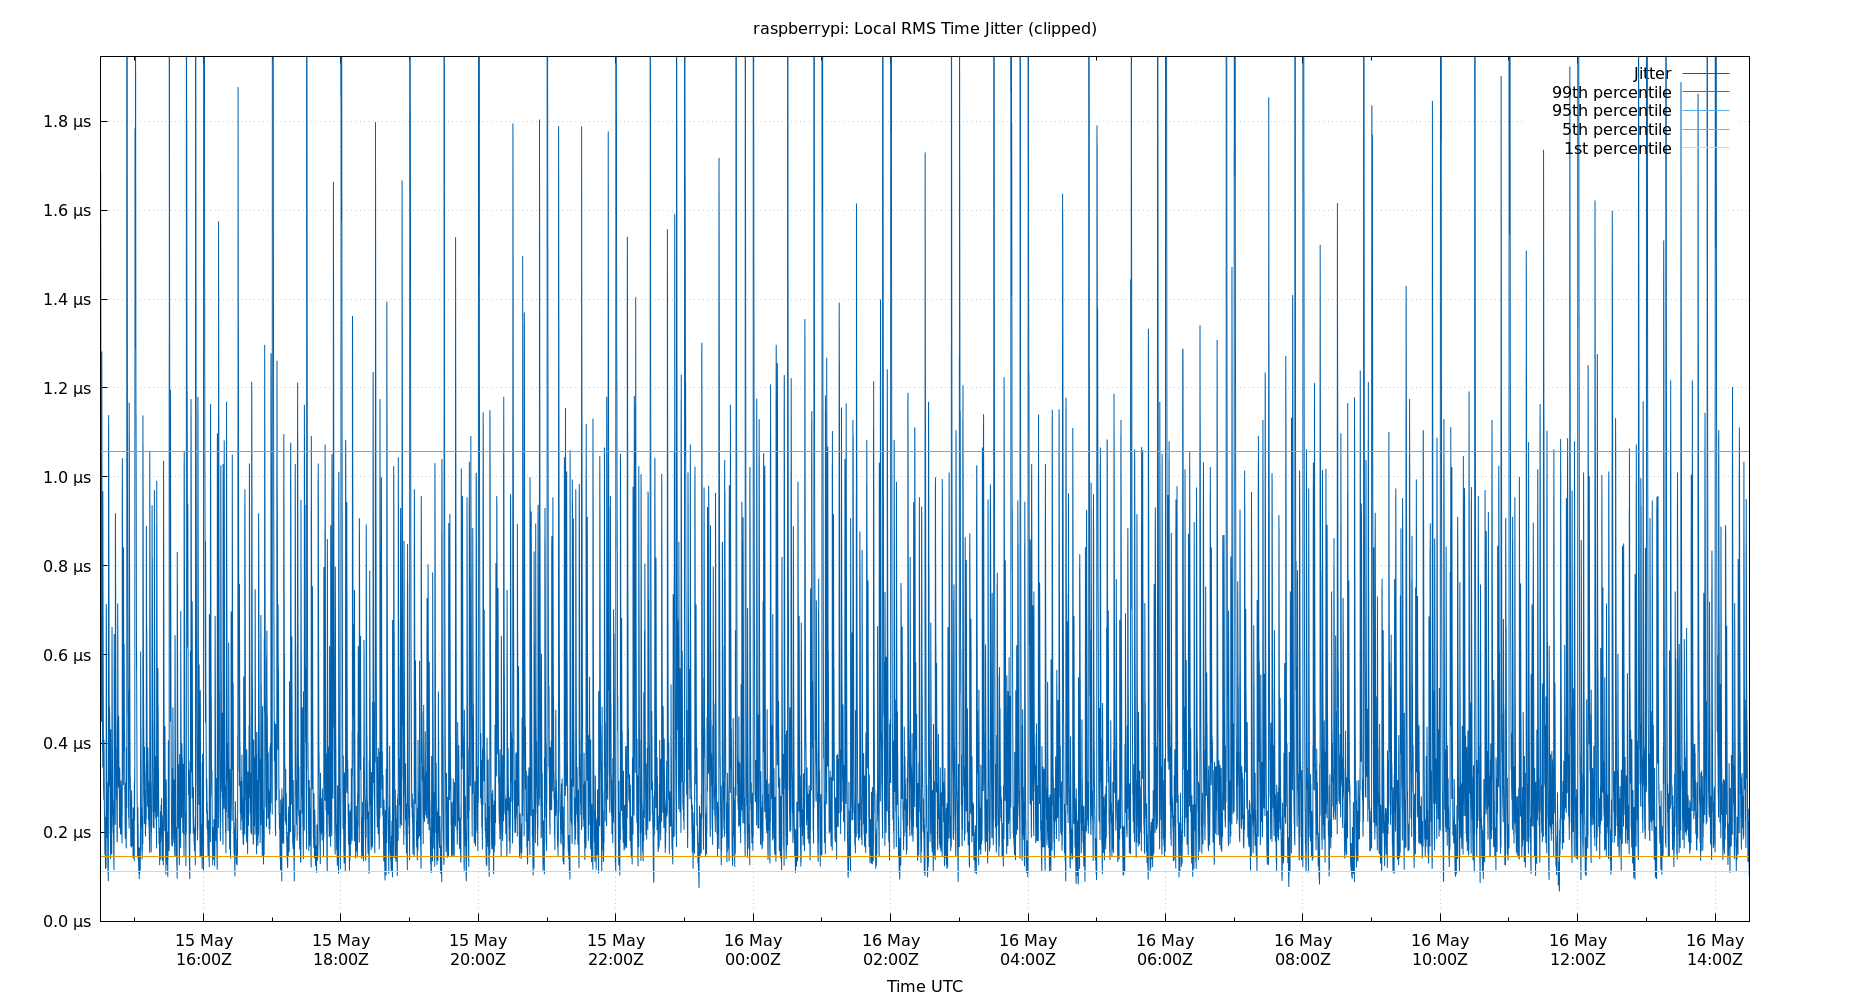 raspberrypi: Local RMS Time Jitter (clipped)
Jitter
99th percentile
95th percentile
5th percentile
1st percentile
1.8 µs
1.6 µs
1.4 µs
1.2 µs
1.0 µs
0.8 µs
0.6 µs
0.4 µs
0.2 µs
0.0 µs
15 May 15 May 15 May 15 May 16 May 16 May 16 May 16 May 16 May 16 May 16 May 16 May
16:00Z 18:00Z 20:00Z 22:00Z 00:00Z 02:00Z 04:00Z 06:00Z 08:00Z 10:00Z 12:00Z 14:00Z
Time UTC